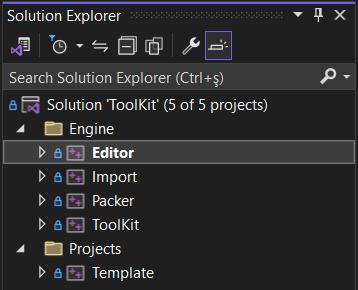 Solution Explorer
Search Solution Explorer (Ctrl+ş)
Solution 'ToolKit' (5 of 5 projects)
Engine
Editor
Import
Packer
ToolKit
Projects
Template